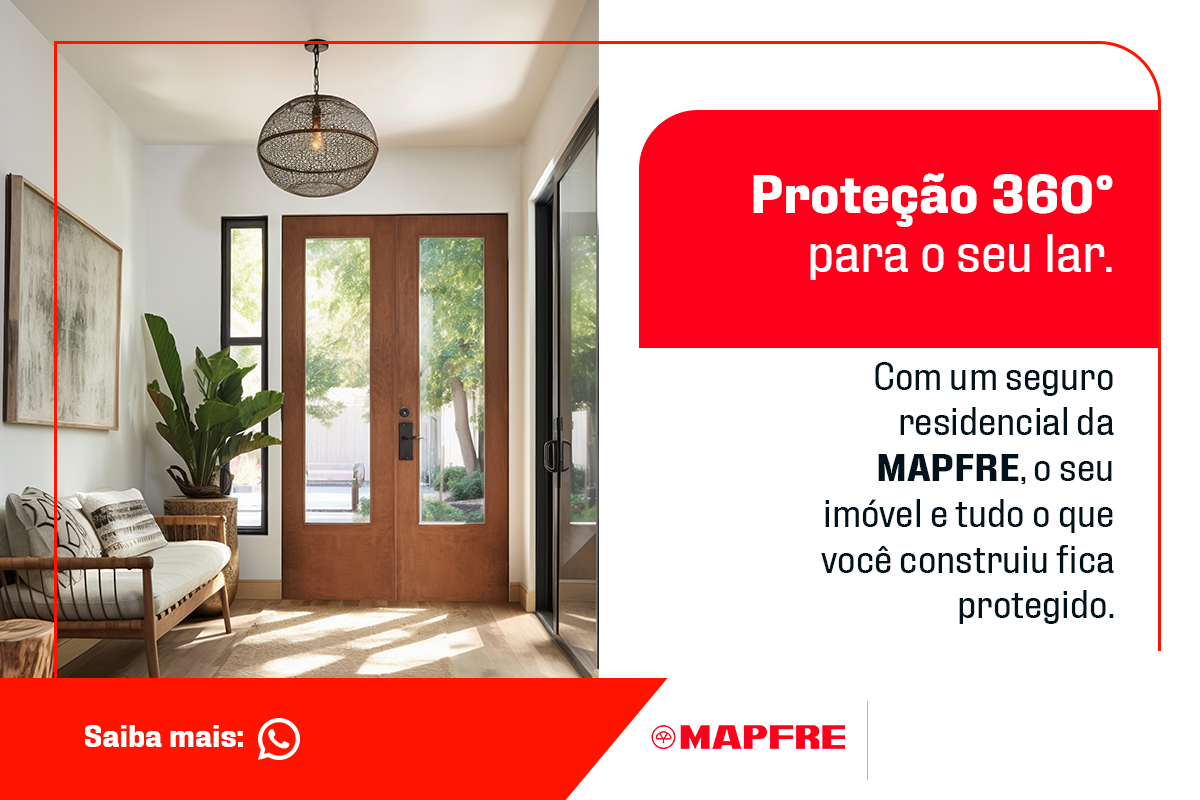 Proteção 360°
para o seu lar.
Com um seguro
residencial da
MAPFRE, o seu
imóvel e tudo o que
você construiu fica
protegido.
Saiba mais:
MAPFRE